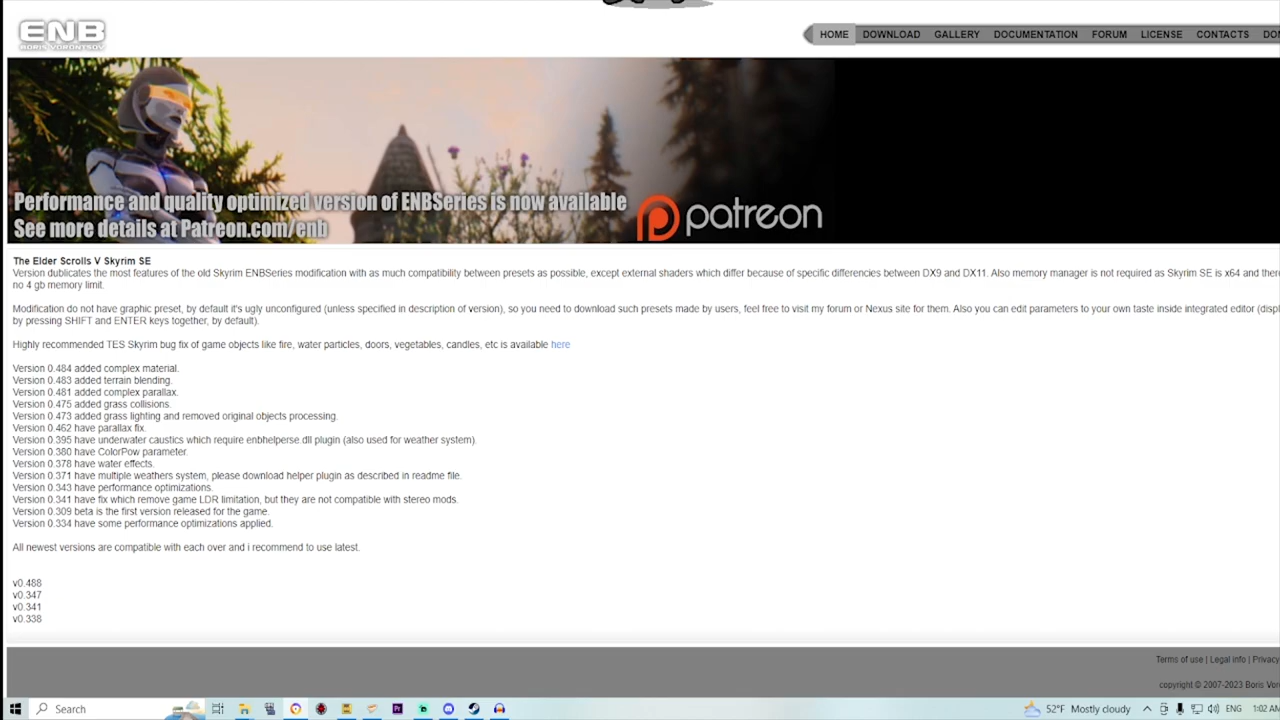 ENB
BORIS VORONTSOV
HOME DOWNLOAD GALLERY DOCUMENTATION FORUM LICENSE CONTACTS
Performance and quality optimized version of ENBSeries is now available
See more details at Patreon.com/enb
patreon
The Elder Scrolls V Skyrim SE
Version dublicates the most features of the old Skyrim ENBSeries modification with as much compatibility between presets as possible, except external shaders which differ because of specific differencies between DX9 and DX11. Also memory manager is not required as Skyrim SE is x64 and
no 4 gb memory limit.
Modification do not have graphic preset, by default it's ugly unconfigured (unless specified in description of version), so you need to download such presets made by users, feel free to visit my forum or Nexus site for them. Also you can edit parameters to your own taste inside integrated editor
by pressing SHIFT and ENTER keys together, by default).
Highly recommended TES Skyrim bug fix of game objects like fire, water particles, doors, vegetables, candles, etc is available here
Version 0.484 added complex material.
Version 0.483 added terrain blending.
Version 0.481 added complex parallax.
Version 0.475 added grass collisions.
Version 0.473 added grass lighting and removed original objects processing.
Version 0.462 have parallax fix.
Version 0.395 have underwater caustics which require enbhelperse.dll plugin (also used for weather system).
Version 0.380 have ColorPow parameter.
Version 0.378 have water effects.
Version 0.371 have multiple weathers system, please download helper plugin as described in readme file.
Version 0.343 have performance optimizations.
Version 0.341 have fix which remove game LDR limitation, but they are not compatible with stereo mods.
Version 0.309 beta is the first version released for the game.
Version 0.334 have some performance optimizations applied.
All newest versions are compatible with each over and i recommend to use latest.
v0.488
v0.347
v0.341
v0.338
Terms of use | Legal info | Privacy
copyright © 2007-2023 Boris
Search 52°F Mostly cloudy ENG 1:02 AM